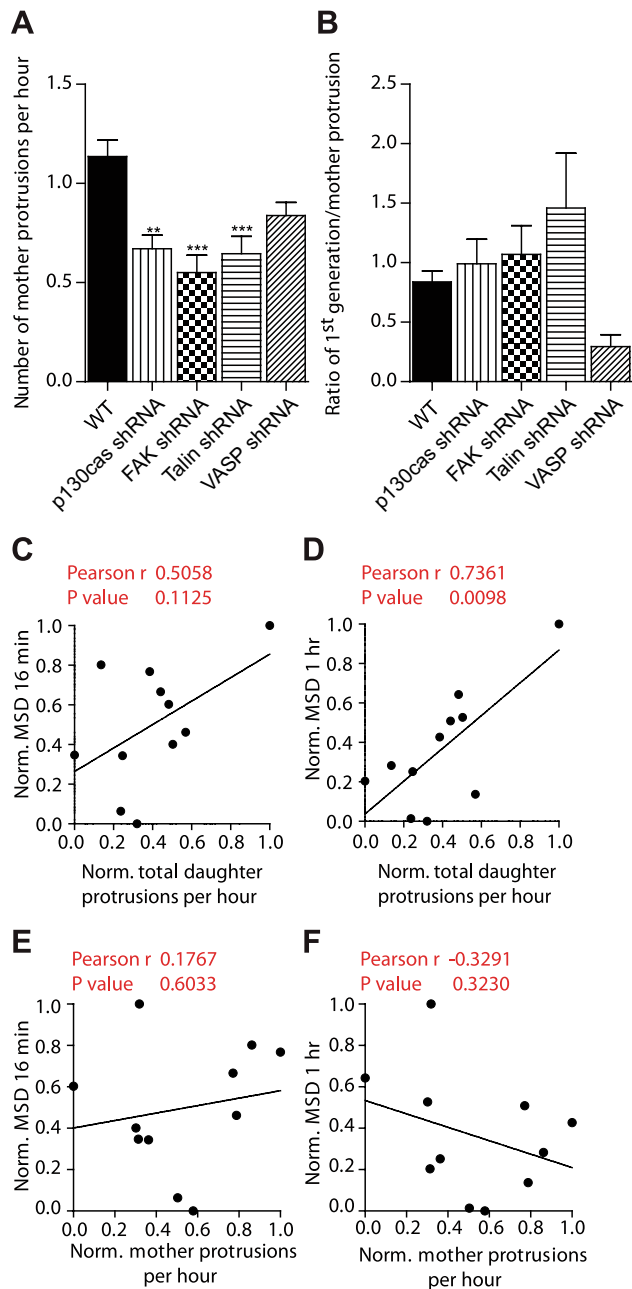 A
Number of mother protrusions per hour
1.5
1.0
0.5
0.0
**
***
***
WT
p130cas shRNA
FAK shRNA
Talin shRNA
VASP shRNA
B
Ratio of 1st generation/mother protrusion
2.5
2.0
1.5
1.0
0.5
0.0
WT
p130cas shRNA
FAK shRNA
Talin shRNA
VASP shRNA
C
Pearson r 0.5058
P value 0.1125
Norm. MSD 16 min
1.0
0.8
0.6
0.4
0.2
0.0
0.0 0.2 0.4 0.6 0.8 1.0
Norm. total daughter
protrusions per hour
D
Pearson r 0.7361
P value 0.0098
Norm. MSD 1 hr
1.0
0.8
0.6
0.4
0.2
0.0
0.0 0.2 0.4 0.6 0.8 1.0
Norm. total daughter
protrusions per hour
E
Pearson r 0.1767
P value 0.6033
Norm. MSD 16 min
1.0
0.8
0.6
0.4
0.2
0.0
0.0 0.2 0.4 0.6 0.8 1.0
Norm. mother protrusions
per hour
F
Pearson r -0.3291
P value 0.3230
Norm. MSD 1 hr
1.0
0.8
0.6
0.4
0.2
0.0
0.0 0.2 0.4 0.6 0.8 1.0
Norm. mother protrusions
per hour